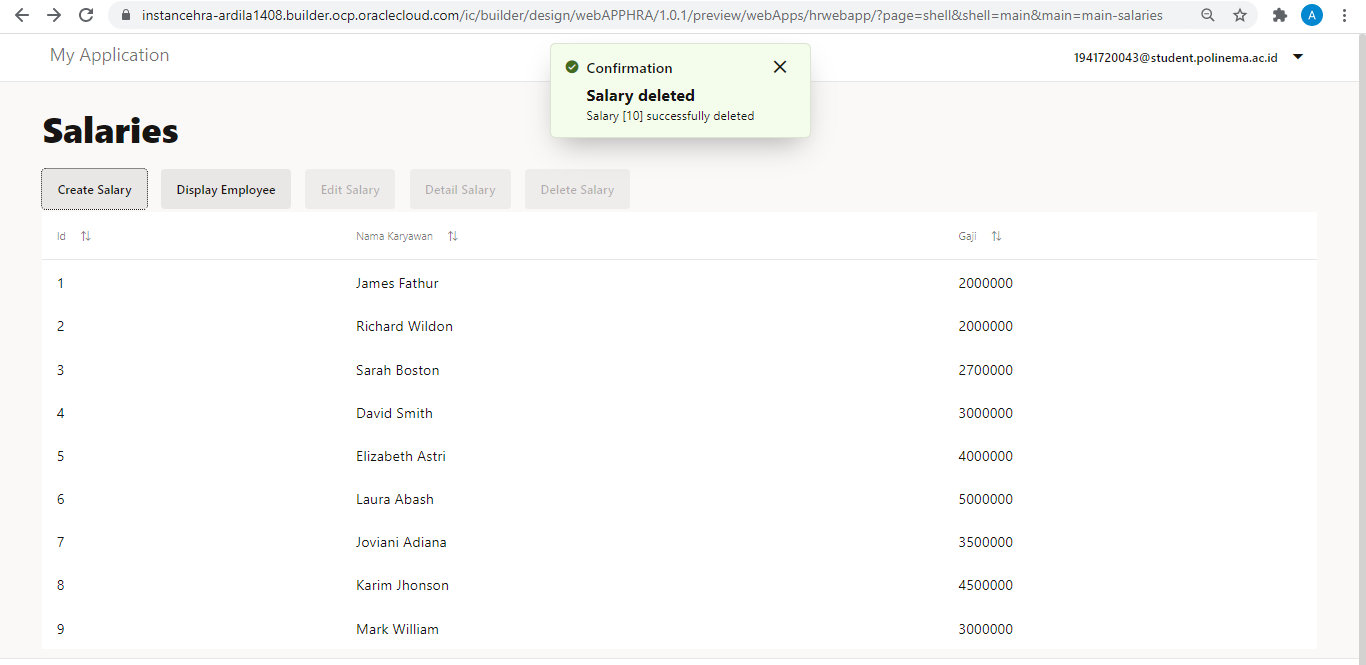 instancehra-ardila1408.builder.ocp.oraclecloud.com/ic/builder/design/webAPPHRA/1.0.1/preview/webApps/hrwebapp/?page=shell&shell=main&main=main-salaries
A
My Application
Confirmation
Salary deleted
Salary [10] successfully deleted
1941720043@student.polinema.ac.id
Salaries
Create Salary Display Employee Edit Salary Detail Salary Delete Salary
Id Nama Karyawan Gaji
1 James Fathur 2000000
2 Richard Wildon 2000000
3 Sarah Boston 2700000
4 David Smith 3000000
5 Elizabeth Astri 4000000
6 Laura Abash 5000000
7 Joviani Adiana 3500000
8 Karim Jhonson 4500000
9 Mark William 3000000